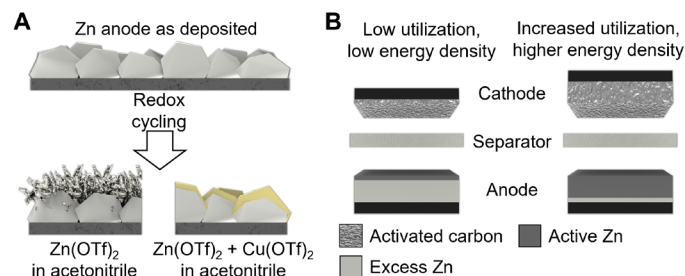 A
Zn anode as deposited
Redox
cycling
Zn(OTf)2
in acetonitrile
Zn(OTf)2 + Cu(OTf)2
in acetonitrile
B
Low utilization,
low energy density
Increased utilization,
higher energy density
Cathode
Separator
Anode
Activated carbon
Active Zn
Excess Zn